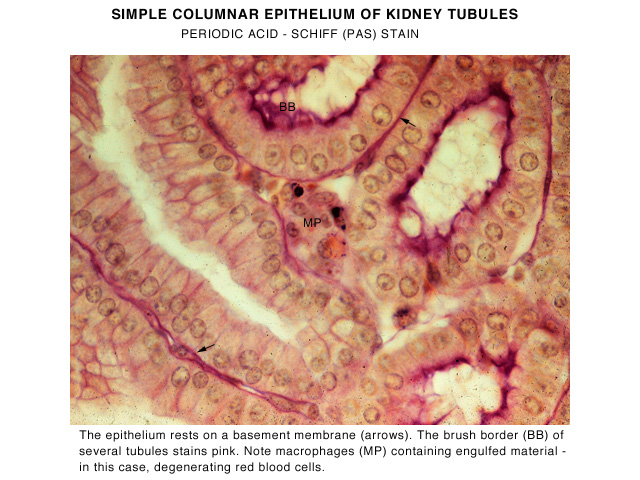 SIMPLE COLUMNAR EPITHELIUM OF KIDNEY TUBULES
PERIODIC ACID - SCHIFF (PAS) STAIN
BB
MP
The epithelium rests on a basement membrane (arrows). The brush border (BB) of
several tubules stains pink. Note macrophages (MP) containing engulfed material -
in this case, degenerating red blood cells.